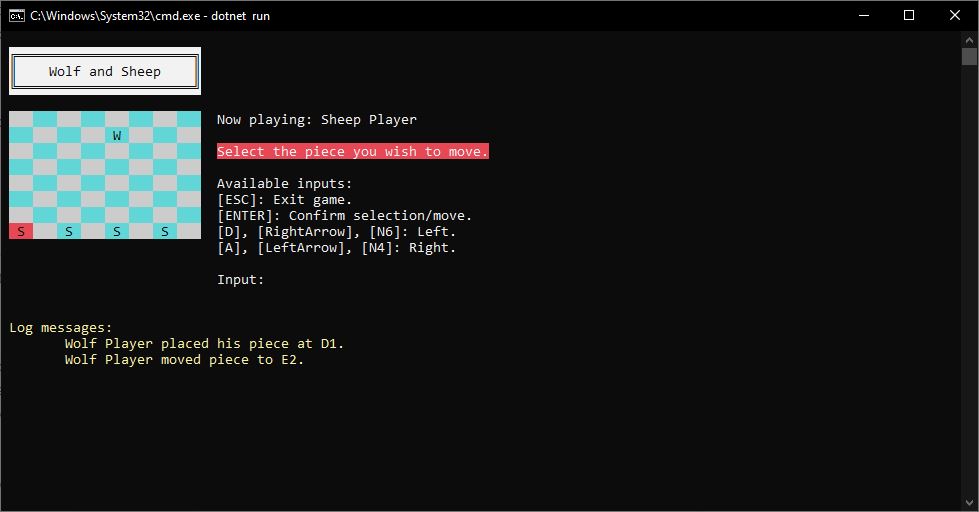 C:\Windows\System32\cmd.exe - dotnet run
Wolf and Sheep
Now playing: Sheep Player
W
Select the piece you wish to move.
Available inputs:
[ESC]: Exit game.
[ENTER]: Confirm selection/move.
S S S S
[D], [RightArrow], [N6]: Left.
[A], [LeftArrow], [N4]: Right.
Input:
Log messages:
Wolf Player placed his piece at D1.
Wolf Player moved piece to E2.